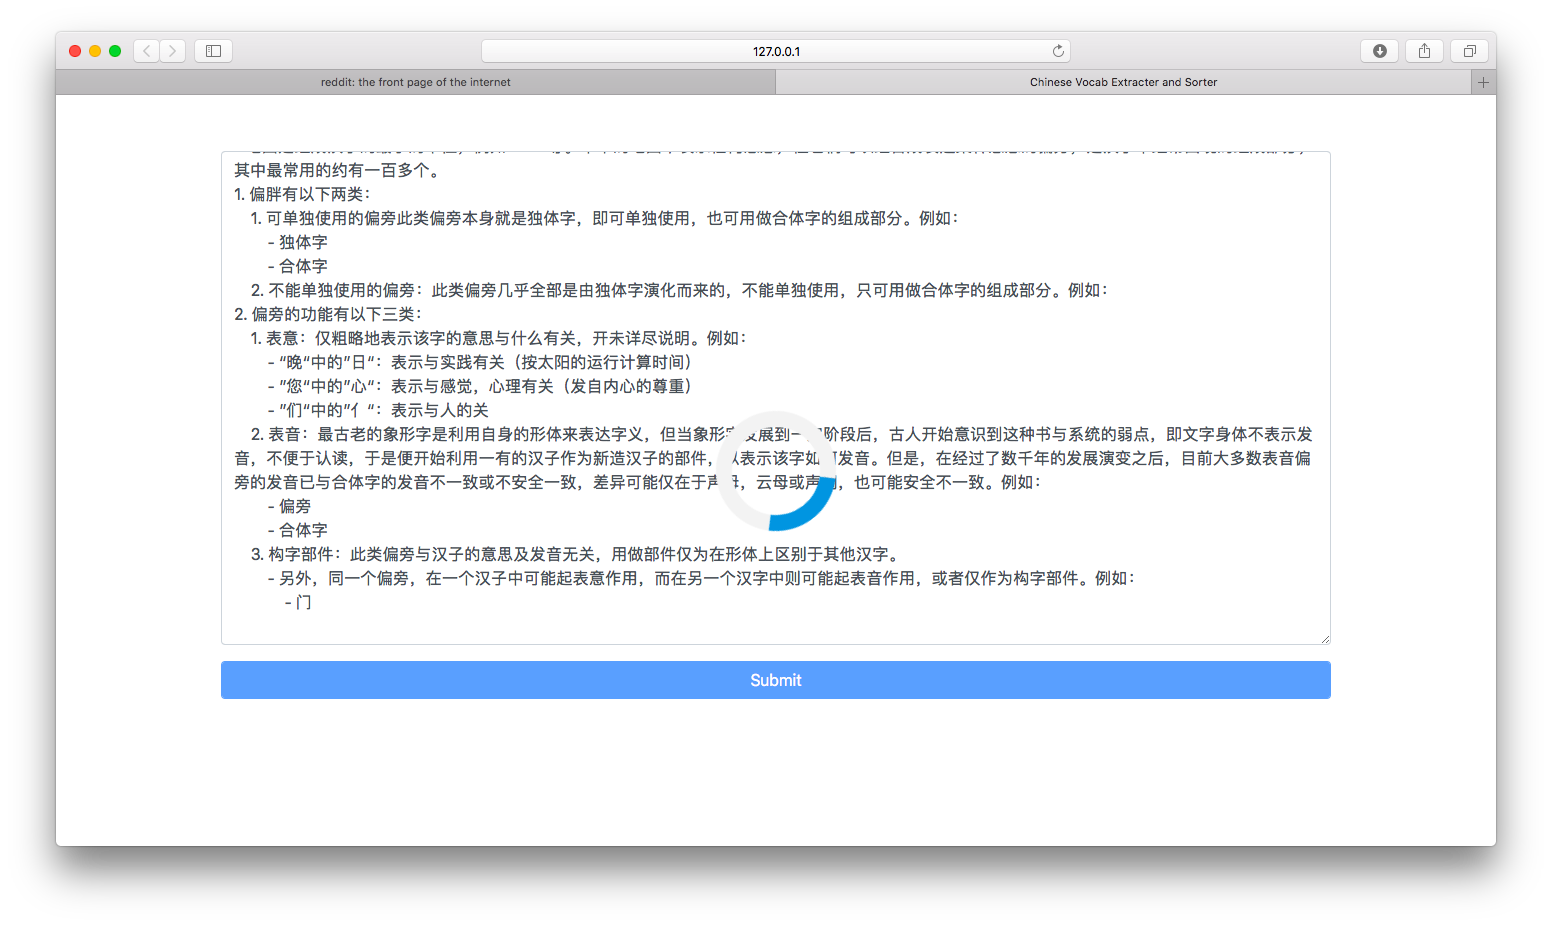 127.0.0.1
reddit: the front page of the internet
Chinese Vocab Extracter and Sorter
其中最常用的约有一百多个。
1. 偏胖有以下两类：
1. 可单独使用的偏旁此类偏旁本身就是独体字，即可单独使用，也可用做合体字的组成部分。例如：
- 独体字
- 合体字
2. 不能单独使用的偏旁：此类偏旁几乎全部是由独体字演化而来的，不能单独使用，只可用做合体字的组成部分。例如：
2. 偏旁的功能有以下三类：
1. 表意：仅粗略地表示该字的意思与什么有关，开未详尽说明。例如：
- “晚“中的”日“：表示与实践有关（按太阳的运行计算时间）
- ”您“中的”心“：表示与感觉，心理有关（发自内心的尊重）
- ”们“中的”亻“：表示与人的关
2. 表音：最古老的象形字是利用自身的形体来表达字义，但当象形 发展到一 阶段后，古人开始意识到这种书与系统的弱点，即文字身体不表示发
音，不便于认读，于是便开始利用一有的汉子作为新造汉子的部件， 以表示该字如 发音。但是，在经过了数千年的发展演变之后，目前大多数表音偏
旁的发音已与合体字的发音不一致或不安全一致，差异可能仅在于声母，云母或声 ，也可能安全不一致。例如：
- 偏旁
- 合体字
3. 构字部件：此类偏旁与汉子的意思及发音无关，用做部件仅为在形体上区别于其他汉字。
- 另外，同一个偏旁，在一个汉子中可能起表意作用，而在另一个汉字中则可能起表音作用，或者仅作为构字部件。例如：
- 门
Submit